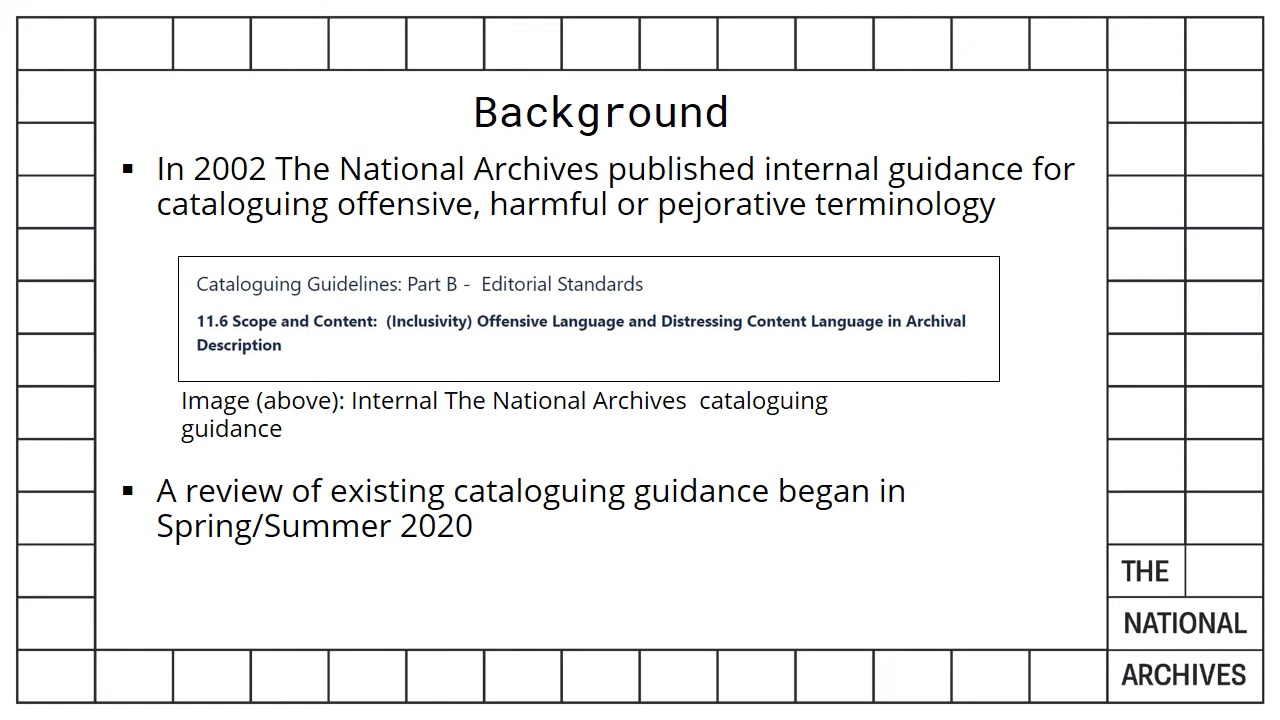 Background
▪ In 2002 The National Archives published internal guidance for
cataloguing offensive, harmful or pejorative terminology
Cataloguing Guidelines: Part B -  Editorial Standards
11.6 Scope and Content:  (Inclusivity) Offensive Language and Distressing Content Language in Archival
Description
Image (above): Internal The National Archives  cataloguing
guidance
▪ A review of existing cataloguing guidance began in
Spring/Summer 2020
THE
NATIONAL
ARCHIVES